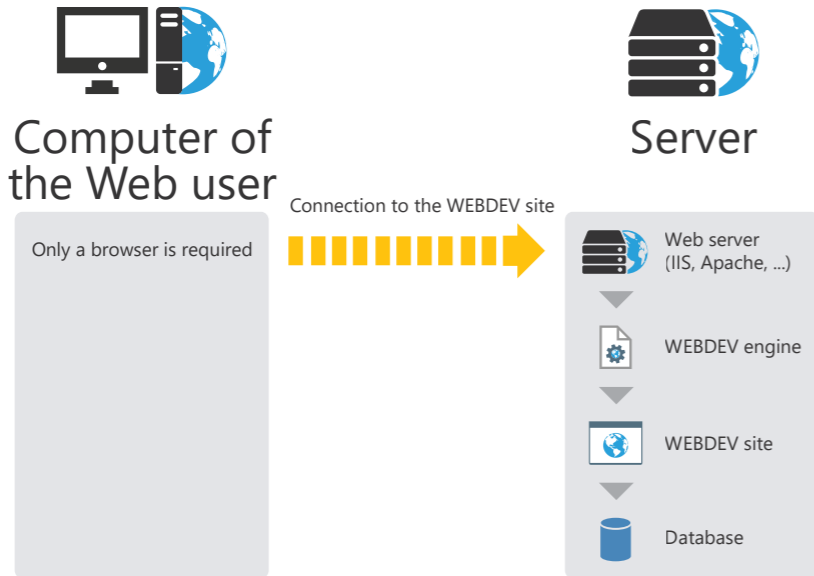 Computer of
the Web user
Server
Connection to the WEBDEV site
Only a browser is required
Web server
(IIS, Apache, ...)
WEBDEV engine
WEBDEV site
Database